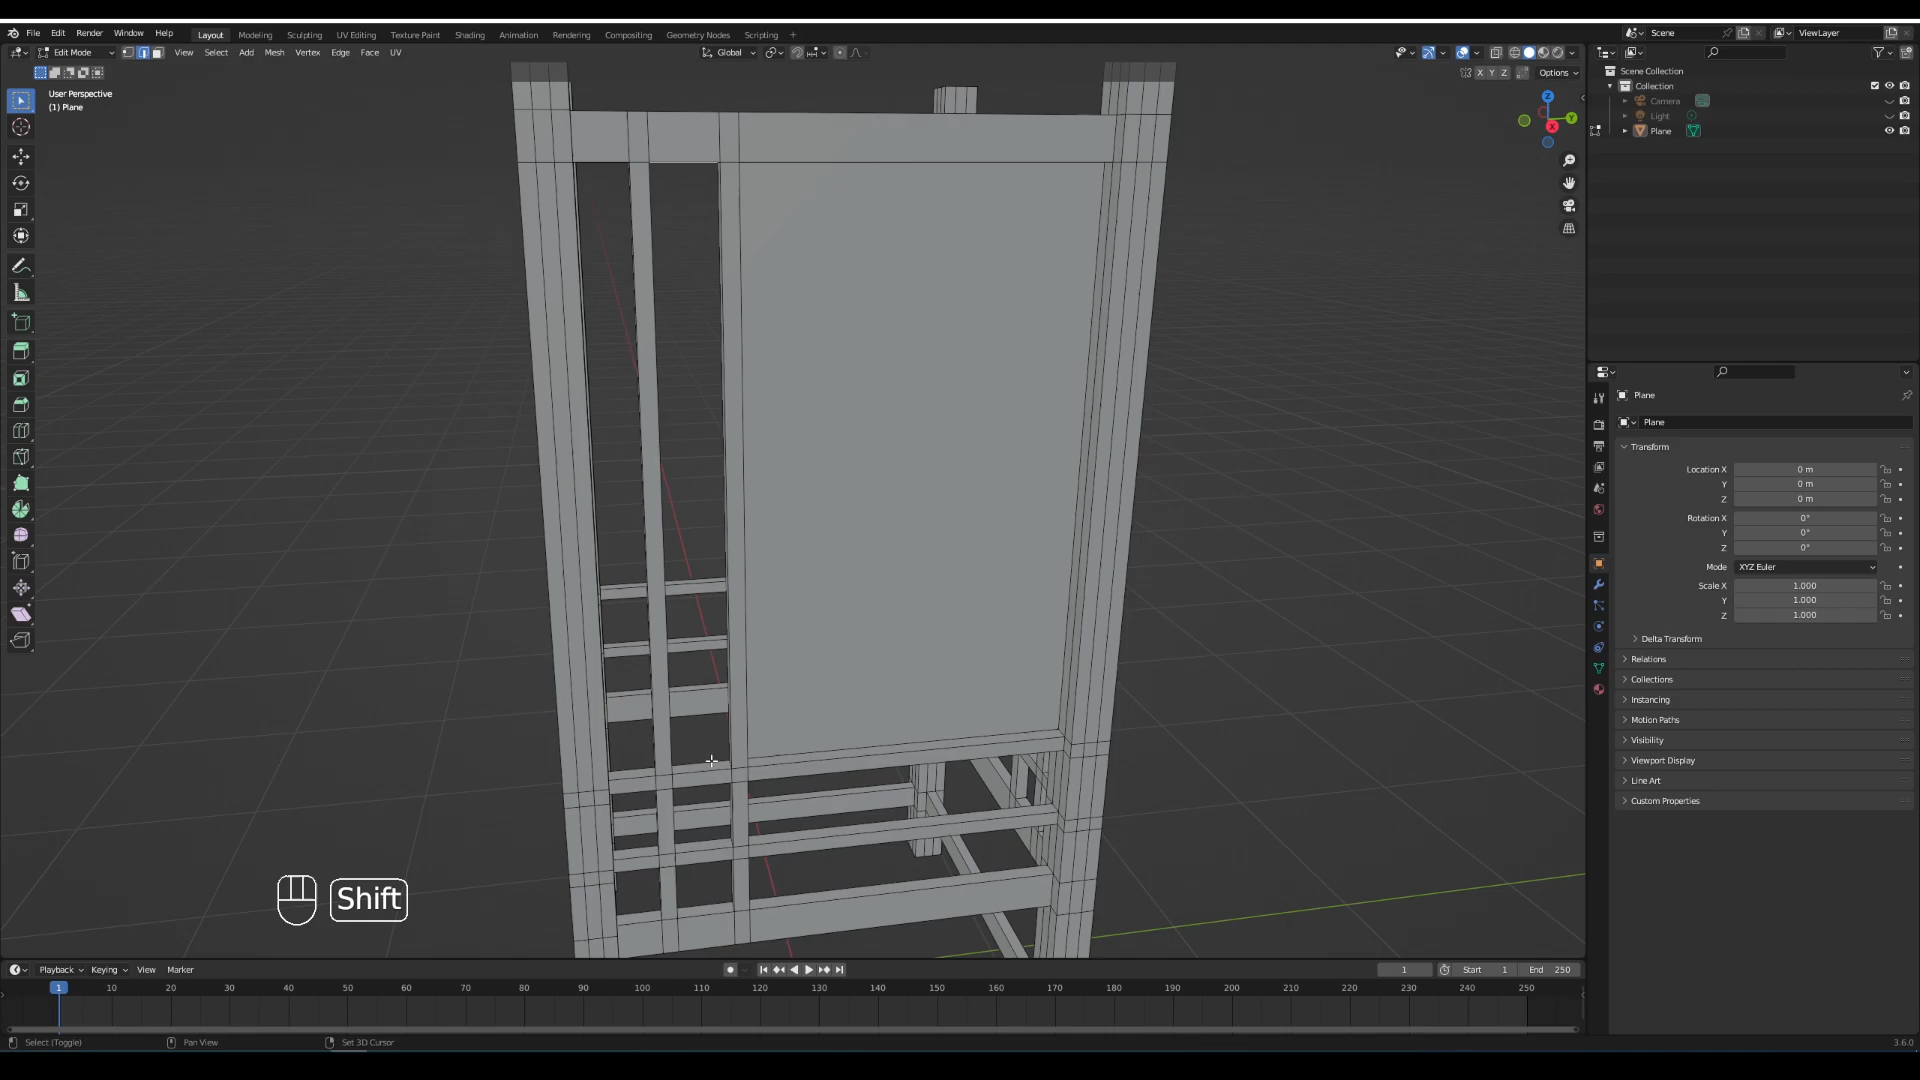 File Edit Render Window Help Layout Modeling Sculpting UV Editing Texture Paint Shading Animation Rendering Compositing Geometry Nodes Scripting + Scene ViewLayer
Edit Mode View Select Add Mesh Vertex Edge Face UV Global
X Y Z Options
User Perspective
(1) Plane
Z
Y
X
Scene Collection
Collection
Camera
Light
Plane
Plane
Plane
Transform
Location X 0 m
Y 0 m
Z 0 m
Rotation X 0°
Y 0°
Z 0°
Mode XYZ Euler
Scale X 1.000
Y 1.000
Z 1.000
Delta Transform
Relations
Collections
Instancing
Motion Paths
Visibility
Viewport Display
Line Art
Custom Properties
Shift
Playback Keying View Marker 1 Start 1 End 250
1 10 20 30 40 50 60 70 80 90 100 110 120 130 140 150 160 170 180 190 200 210 220 230 240 250
Select (Toggle) Pan View Set 3D Cursor 3.6.0